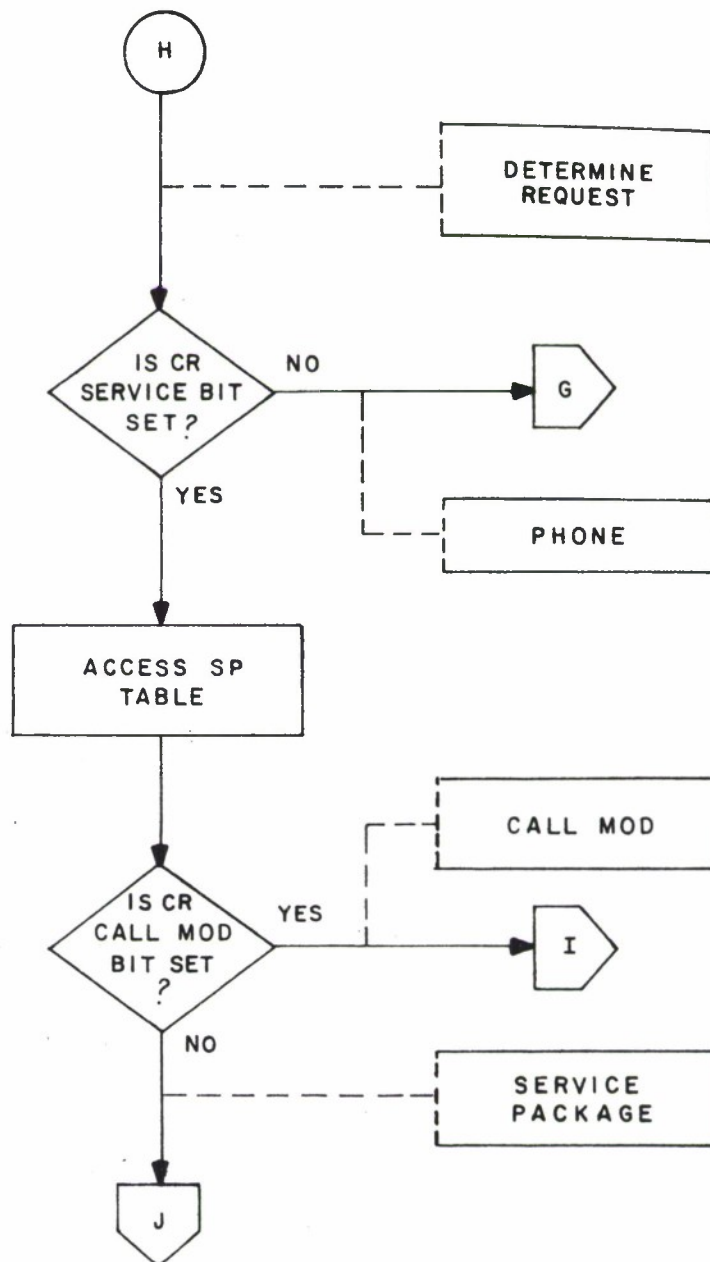 H
DETERMINE
REQUEST
IS CR
SERVICE BIT
SET?
NO
G
YES
PHONE
ACCESS SP
TABLE
CALL MOD
IS CR
CALL MOD
BIT SET
?
YES
I
NO
SERVICE
PACKAGE
J